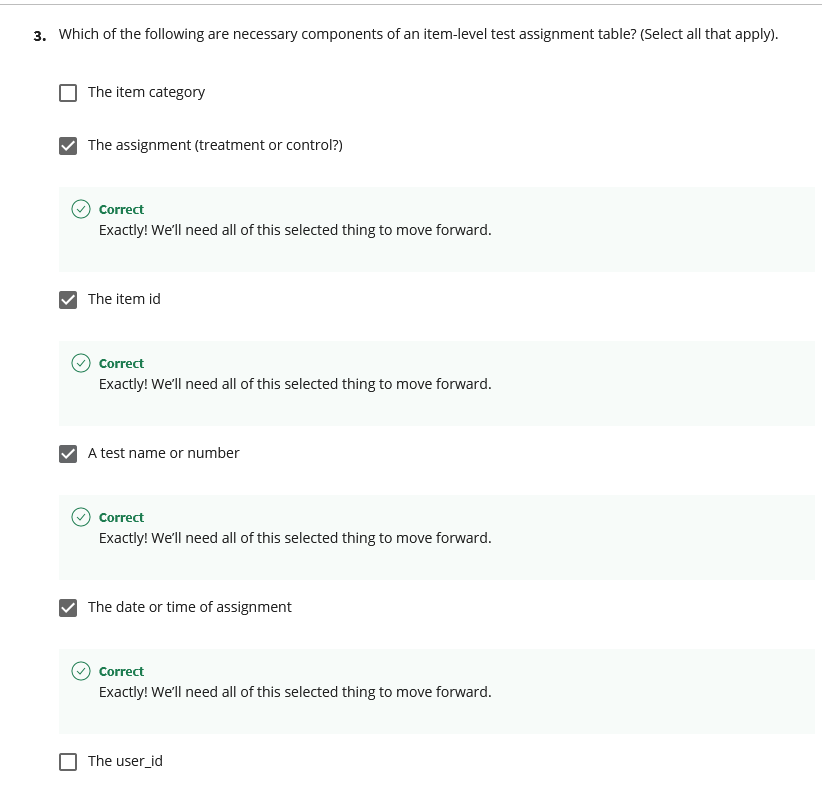 3. Which of the following are necessary components of an item-level test assignment table? (Select all that apply).
The item category
The assignment (treatment or control?)
Correct
Exactly! We’ll need all of this selected thing to move forward.
The item id
Correct
Exactly! We’ll need all of this selected thing to move forward.
A test name or number
Correct
Exactly! We’ll need all of this selected thing to move forward.
The date or time of assignment
Correct
Exactly! We’ll need all of this selected thing to move forward.
The user_id